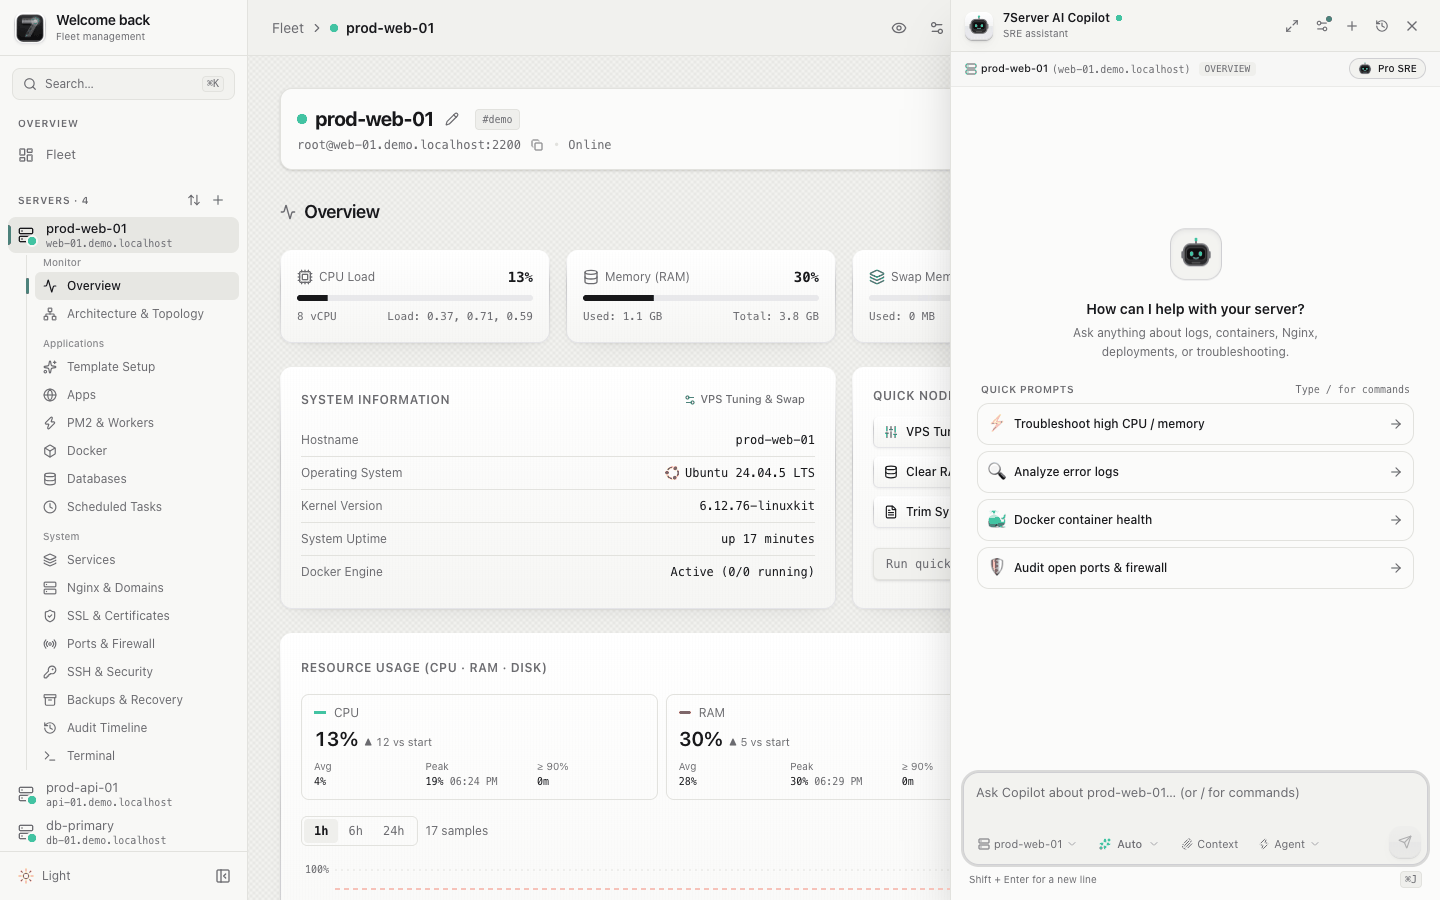 Welcome back
Fleet management
Search...
⌘K
OVERVIEW
Fleet
SERVERS · 4
prod-web-01
web-01.demo.localhost
Monitor
Overview
Architecture & Topology
Applications
Template Setup
Apps
PM2 & Workers
Docker
Databases
Scheduled Tasks
System
Services
Nginx & Domains
SSL & Certificates
Ports & Firewall
SSH & Security
Backups & Recovery
Audit Timeline
Terminal
prod-api-01
api-01.demo.localhost
db-primary
db-01.demo.localhost
Light
Fleet > prod-web-01
prod-web-01 #demo
root@web-01.demo.localhost:2200 · Online
Overview
CPU Load 13%
8 vCPU Load: 0.37, 0.71, 0.59
Memory (RAM) 30%
Used: 1.1 GB Total: 3.8 GB
Swap Mem
Used: 0 MB
SYSTEM INFORMATION VPS Tuning & Swap
Hostname prod-web-01
Operating System Ubuntu 24.04.5 LTS
Kernel Version 6.12.76-linuxkit
System Uptime up 17 minutes
Docker Engine Active (0/0 running)
QUICK NOD
VPS Tu
Clear R
Trim Sy
Run quick
RESOURCE USAGE (CPU · RAM · DISK)
CPU
13% ▲ 12 vs start
Avg Peak ≥ 90%
4% 19% 06:24 PM 0m
RAM
30% ▲ 5 vs start
Avg Peak ≥ 90%
28% 30% 06:29 PM 0m
1h 6h 24h 17 samples
100%
7Server AI Copilot
SRE assistant
prod-web-01 (web-01.demo.localhost) OVERVIEW Pro SRE
How can I help with your server?
Ask anything about logs, containers, Nginx,
deployments, or troubleshooting.
QUICK PROMPTS Type / for commands
Troubleshoot high CPU / memory
Analyze error logs
Docker container health
Audit open ports & firewall
Ask Copilot about prod-web-01... (or / for commands)
prod-web-01 Auto Context Agent
Shift + Enter for a new line ⌘J